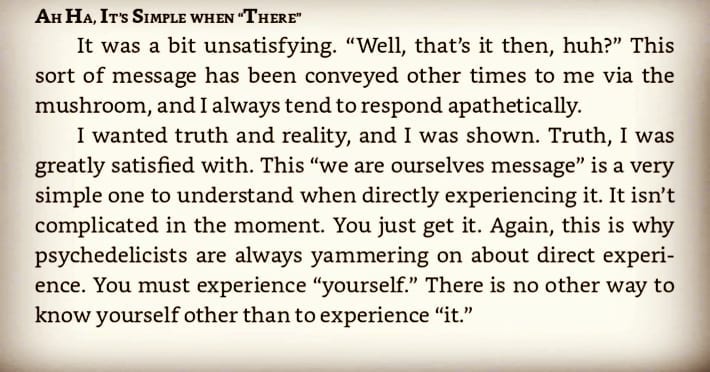 Ah Ha, It's Simple when "There"
It was a bit unsatisfying. “Well, that’s it then, huh?” This
sort of message has been conveyed other times to me via the
mushroom, and I always tend to respond apathetically.
I wanted truth and reality, and I was shown. Truth, I was
greatly satisfied with. This “we are ourselves message” is a very
simple one to understand when directly experiencing it. It isn’t
complicated in the moment. You just get it. Again, this is why
psychedelicists are always yammering on about direct experi-
ence. You must experience “yourself.” There is no other way to
know yourself other than to experience “it.”